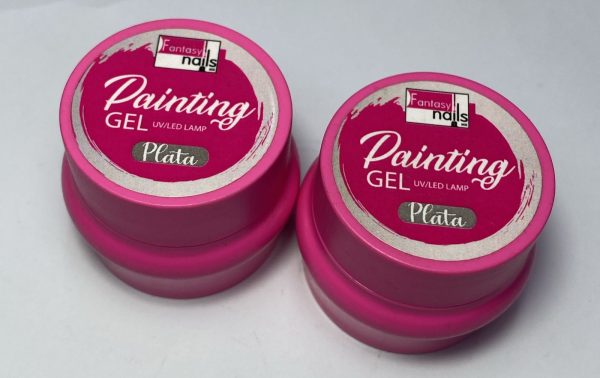 Fantasy
nails
Painting
GEL UV/LED LAMP
Plata
Fantasy
nails
Painting
GEL UV/LED LAMP
Plata